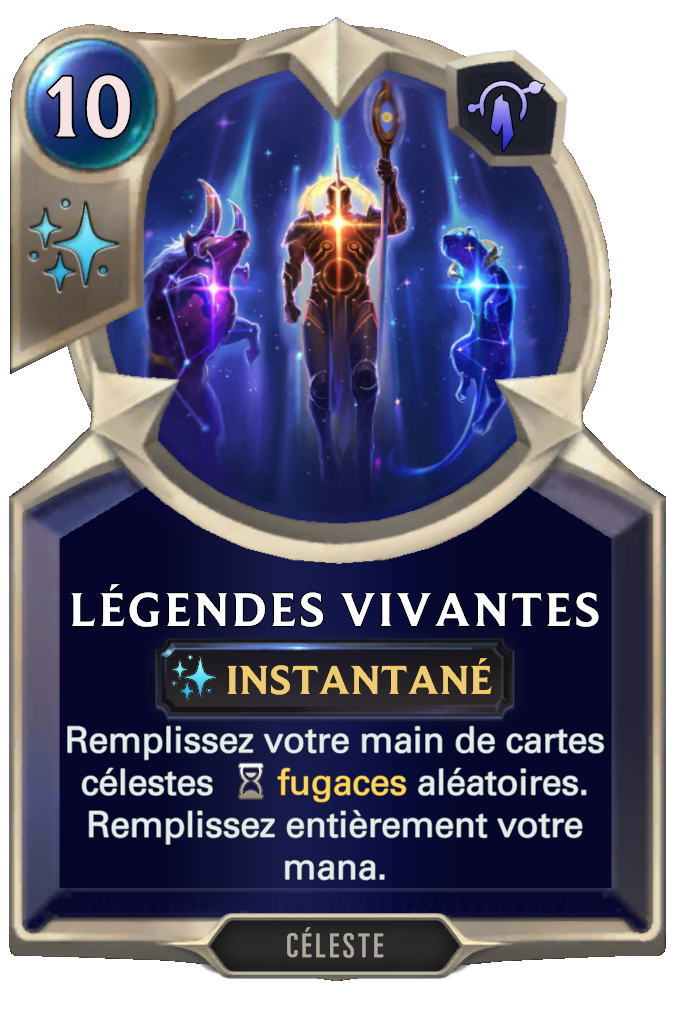 10
LÉGENDES VIVANTES
INSTANTANÉ
Remplissez votre main de cartes
célestes fugaces aléatoires.
Remplissez entièrement votre
mana.
CÉLESTE